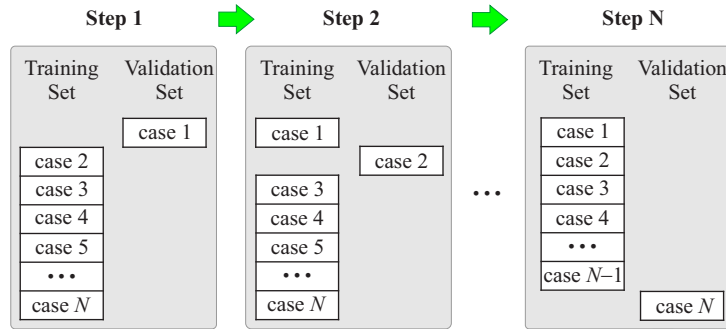 Step 1
Step 2
Step N
Training
Set
Validation
Set
case 1
case 2
case 3
case 4
case 5
•••
case N
Training
Set
Validation
Set
case 1
case 2
case 3
case 4
case 5
•••
case N
•••
Training
Set
Validation
Set
case 1
case 2
case 3
case 4
•••
case N–1
case N